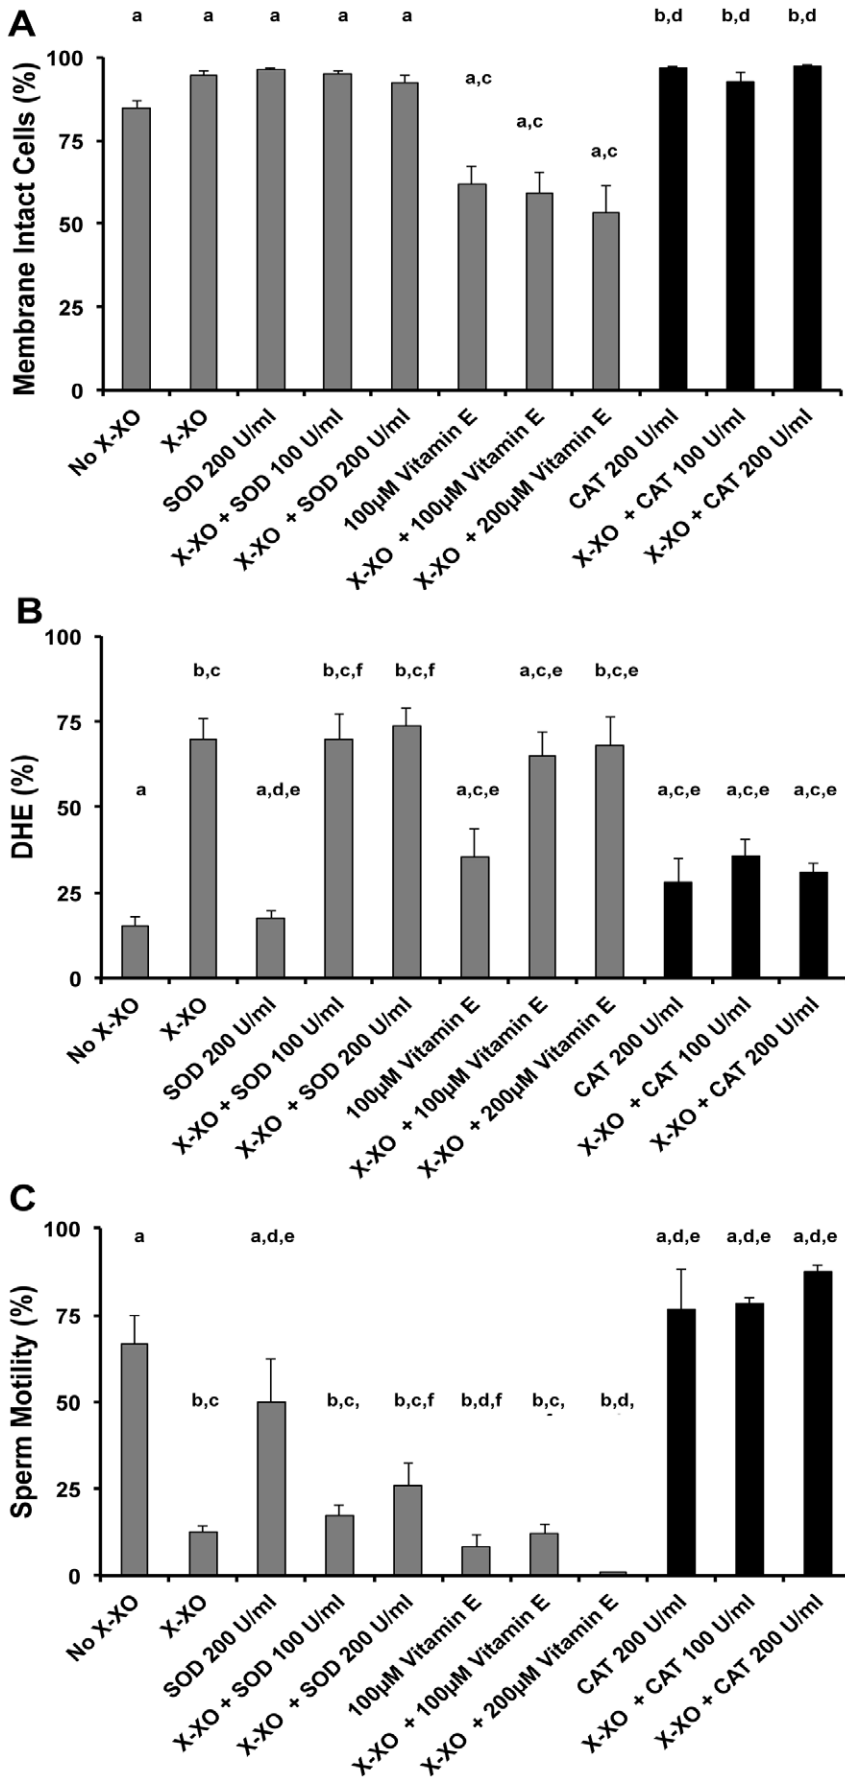 A
a a a a a a,c a,c a,c b,d b,d b,d
Membrane Intact Cells (%)
100
75
50
25
0
No X-XO
X-XO
SOD 200 U/ml
X-XO + SOD 100 U/ml
X-XO + SOD 200 U/ml
100µM Vitamin E
X-XO + 100µM Vitamin E
X-XO + 200µM Vitamin E
CAT 200 U/ml
X-XO + CAT 100 U/ml
X-XO + CAT 200 U/ml
B
a b,c a,d,e b,c,f b,c,f a,c,e a,c,e b,c,e a,c,e a,c,e a,c,e
DHE (%)
100
75
50
25
0
No X-XO
X-XO
SOD 200 U/ml
X-XO + SOD 100 U/ml
X-XO + SOD 200 U/ml
100µM Vitamin E
X-XO + 100µM Vitamin E
X-XO + 200µM Vitamin E
CAT 200 U/ml
X-XO + CAT 100 U/ml
X-XO + CAT 200 U/ml
C
a b,c a,d,e b,c, b,c,f b,d,f b,c, b,d, a,d,e a,d,e a,d,e
Sperm Motility (%)
100
75
50
25
0
No X-XO
X-XO
SOD 200 U/ml
X-XO + SOD 100 U/ml
X-XO + SOD 200 U/ml
100µM Vitamin E
X-XO + 100µM Vitamin E
X-XO + 200µM Vitamin E
CAT 200 U/ml
X-XO + CAT 100 U/ml
X-XO + CAT 200 U/ml